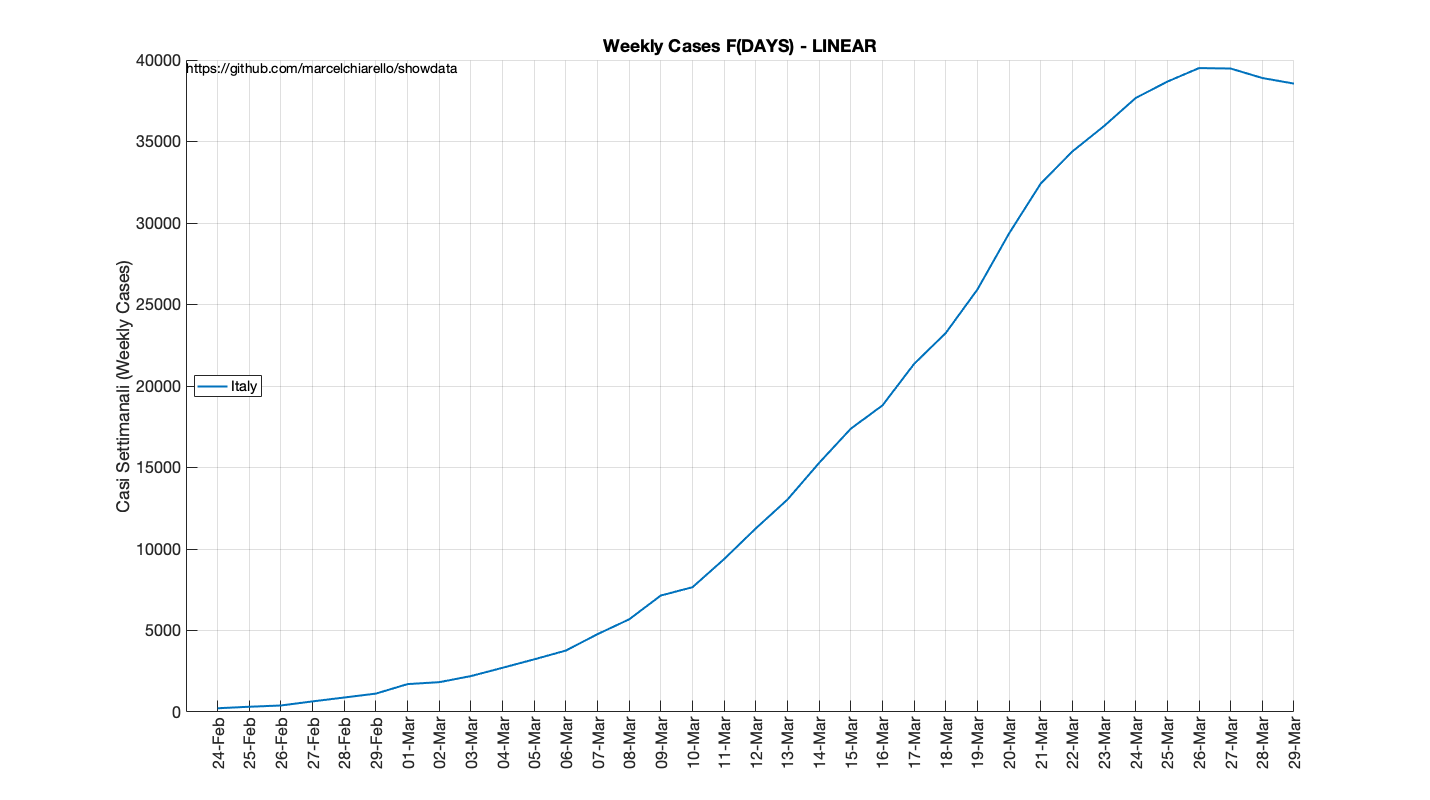 Weekly Cases F(DAYS) - LINEAR
https://github.com/marcelchiarello/showdata
Casi Settimanali (Weekly Cases)
40000
35000
30000
25000
20000
15000
10000
5000
0
Italy
24-Feb
25-Feb
26-Feb
27-Feb
28-Feb
29-Feb
01-Mar
02-Mar
03-Mar
04-Mar
05-Mar
06-Mar
07-Mar
08-Mar
09-Mar
10-Mar
11-Mar
12-Mar
13-Mar
14-Mar
15-Mar
16-Mar
17-Mar
18-Mar
19-Mar
20-Mar
21-Mar
22-Mar
23-Mar
24-Mar
25-Mar
26-Mar
27-Mar
28-Mar
29-Mar